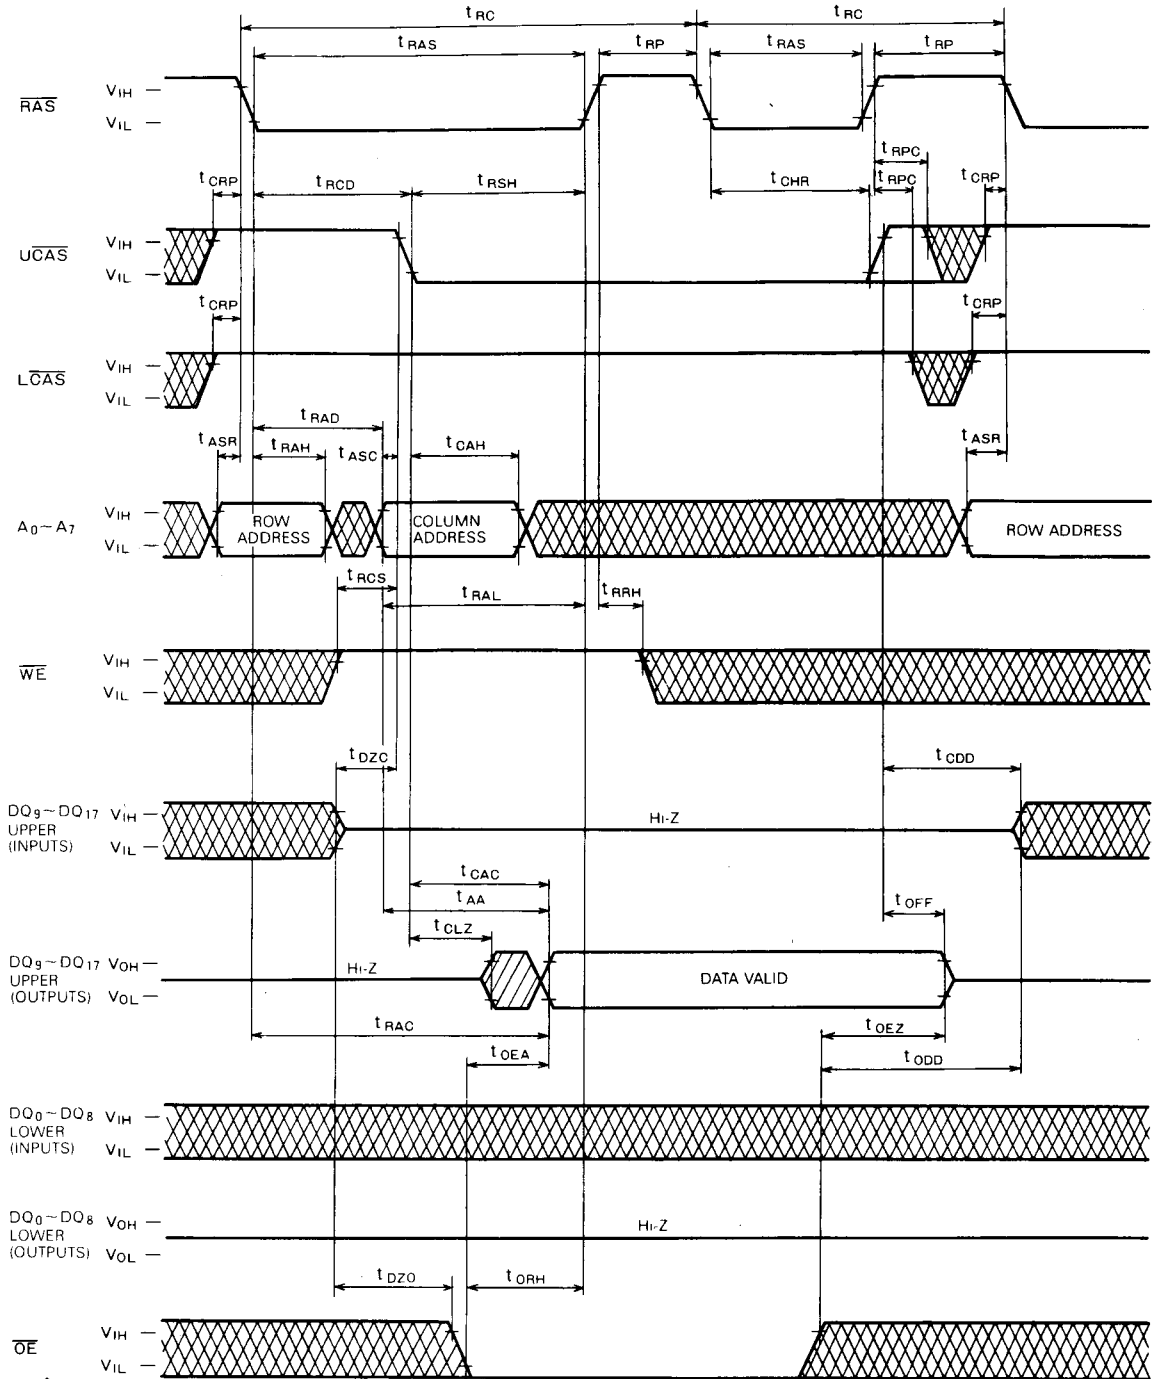 tRC tRC
tRAS tRP tRAS tRP
RAS VIH
VIL
tCRP tRCD tRSH tCHR tRPC tRPC tCRP
UCAS VIH
VIL
tCRP tCRP
LCAS VIH
VIL
tRAD
tASR tRAH tASC tCAH tASR
A0~A7 VIH
VIL
ROW ADDRESS
COLUMN ADDRESS
ROW ADDRESS
tRCS tRAL tRRH
WE VIH
VIL
tDZC tCDD
DQ9~DQ17 VIH
UPPER
(INPUTS) VIL
Hi-Z
tCAC
tAA
tCLZ
tOFF
DQ9~DQ17 VOH
UPPER
(OUTPUTS) VOL
Hi-Z
DATA VALID
tRAC tOEZ
tOEA tODD
DQ0~DQ8 VIH
LOWER
(INPUTS) VIL
DQ0~DQ8 VOH
LOWER
(OUTPUTS) VOL
Hi-Z
tDZO tORH
OE VIH
VIL